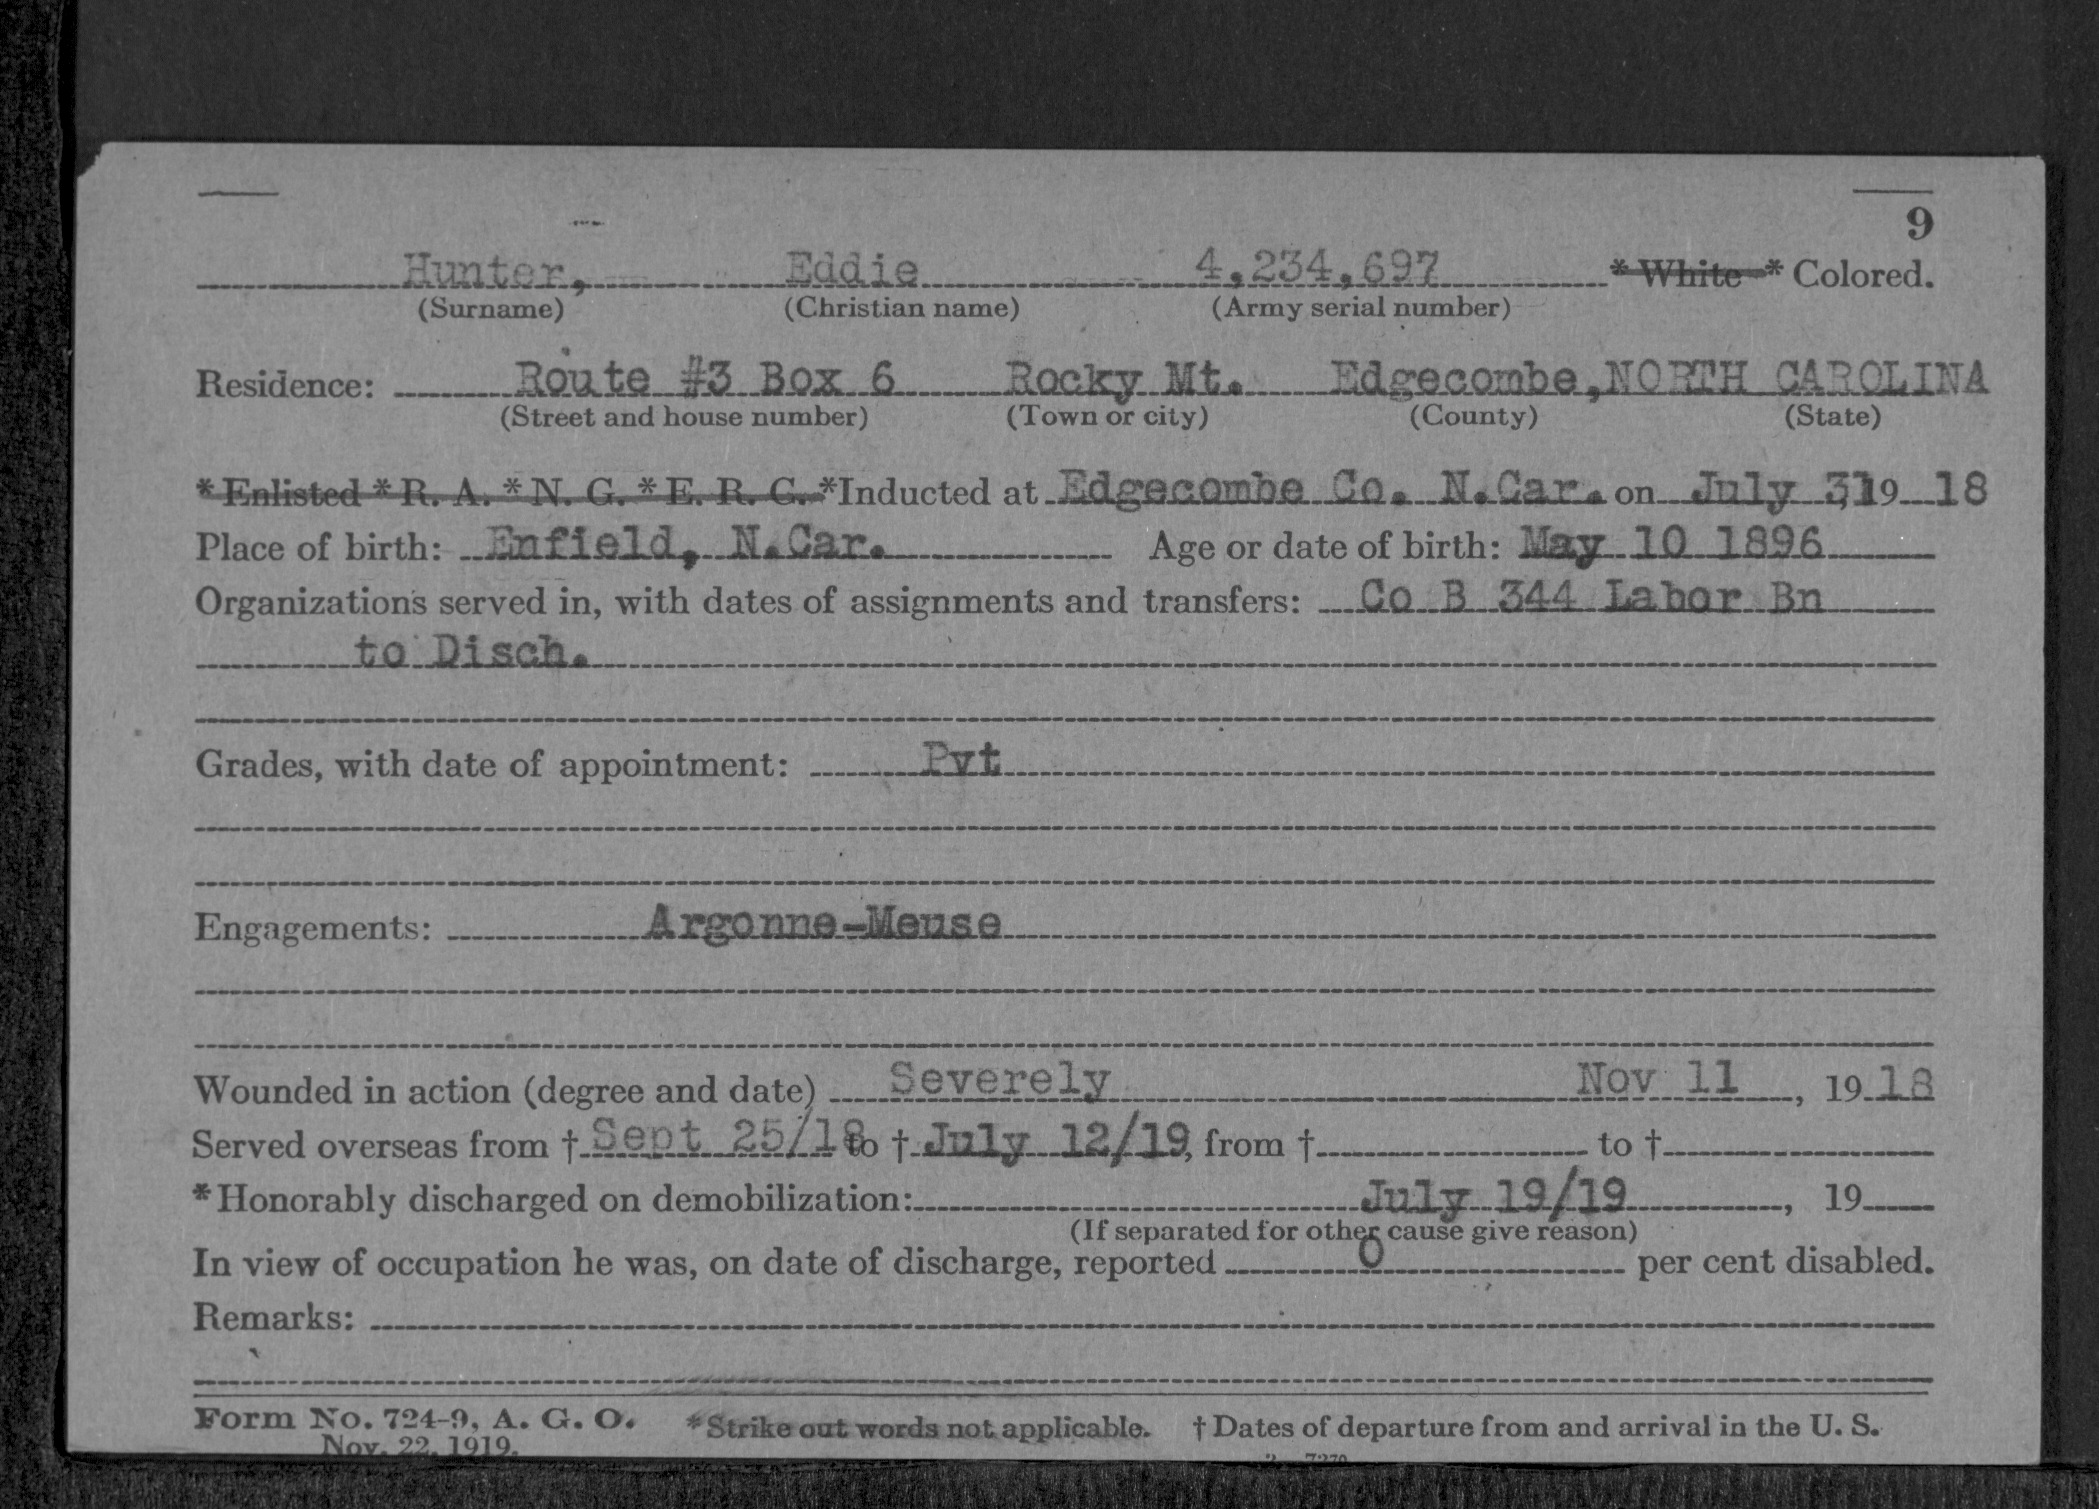 9
Hunter, Eddie 4,234,697 * White * Colored.
(Surname) (Christian name) (Army serial number)
Residence: Route #3 Box 6 Rocky Mt. Edgecombe, NORTH CAROLINA
(Street and house number) (Town or city) (County) (State)
* Enlisted * R. A. * N. G. * E. R. C. *Inducted at Edgecombe Co. N.Car. on July 31, 19 18
Place of birth: Enfield, N.Car. Age or date of birth: May 10 1896
Organizations served in, with dates of assignments and transfers: Co B 344 Labor Bn
to Disch.
Grades, with date of appointment: Pvt
Engagements: Argonne-Meuse
Wounded in action (degree and date) Severely Nov 11, 19 18
Served overseas from † Sept 25/18 to † July 12/19, from † to †
*Honorably discharged on demobilization: July 19/19, 19
(If separated for other cause give reason)
In view of occupation he was, on date of discharge, reported 0 per cent disabled.
Remarks:
Form No. 724-9, A. G. O. *Strike out words not applicable. † Dates of departure from and arrival in the U. S.
Nov. 22, 1919.